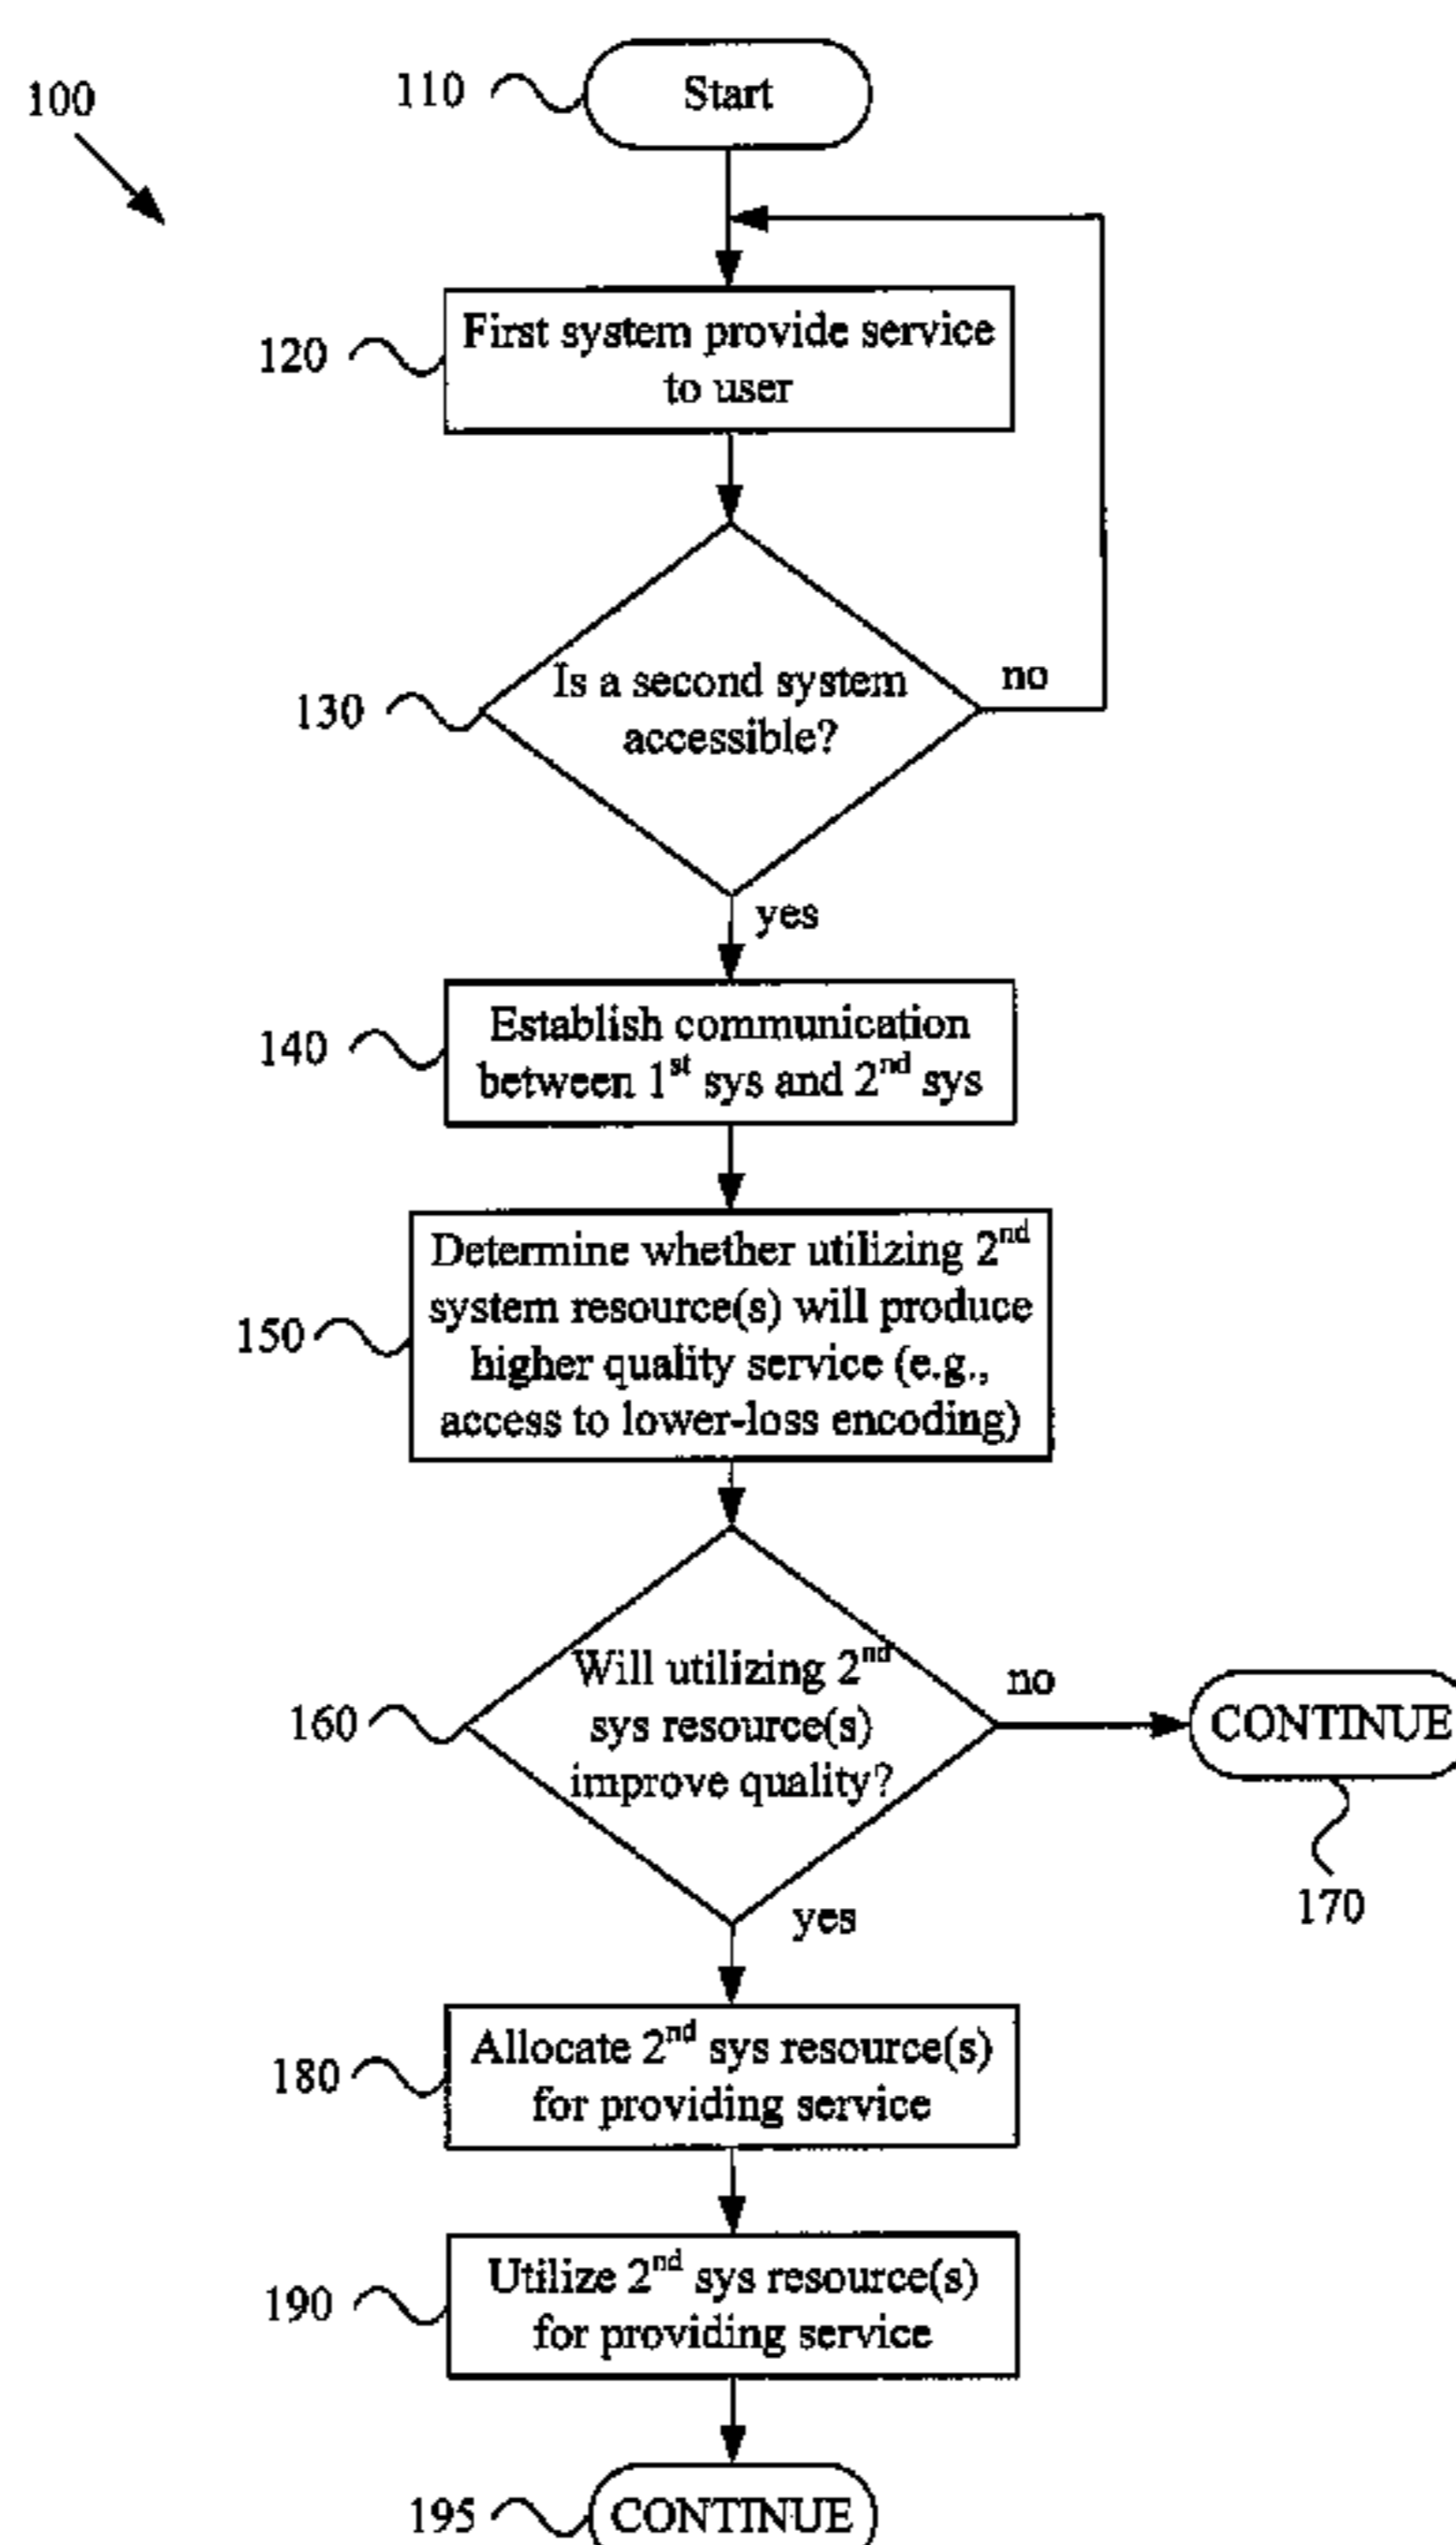 100
110
Start
120
First system provide service
to user
130
Is a second system
accessible?
no
yes
140
Establish communication
between 1st sys and 2nd sys
150
Determine whether utilizing 2nd
system resource(s) will produce
higher quality service (e.g.,
access to lower-loss encoding)
160
Will utilizing 2nd
sys resource(s)
improve quality?
no
CONTINUE
170
yes
180
Allocate 2nd sys resource(s)
for providing service
190
Utilize 2nd sys resource(s)
for providing service
195
CONTINUE